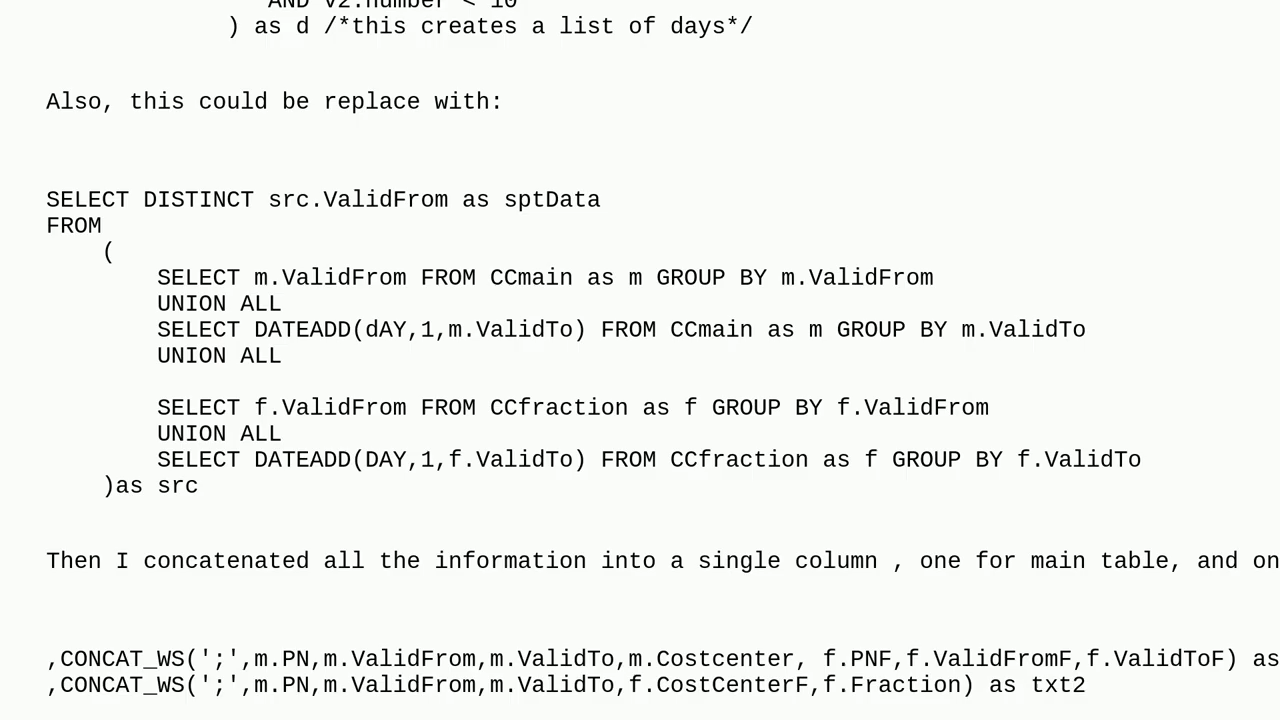 AND v2.number < 10
) as d /*this creates a list of days*/
Also, this could be replace with:
SELECT DISTINCT src.ValidFrom as sptData
FROM
(
SELECT m.ValidFrom FROM CCmain as m GROUP BY m.ValidFrom
UNION ALL
SELECT DATEADD(dAY,1,m.ValidTo) FROM CCmain as m GROUP BY m.ValidTo
UNION ALL
SELECT f.ValidFrom FROM CCfraction as f GROUP BY f.ValidFrom
UNION ALL
SELECT DATEADD(DAY,1,f.ValidTo) FROM CCfraction as f GROUP BY f.ValidTo
)as src
Then I concatenated all the information into a single column , one for main table, and on
,CONCAT_WS(';',m.PN,m.ValidFrom,m.ValidTo,m.Costcenter, f.PNF,f.ValidFromF,f.ValidToF) as
,CONCAT_WS(';',m.PN,m.ValidFrom,m.ValidTo,f.CostCenterF,f.Fraction) as txt2